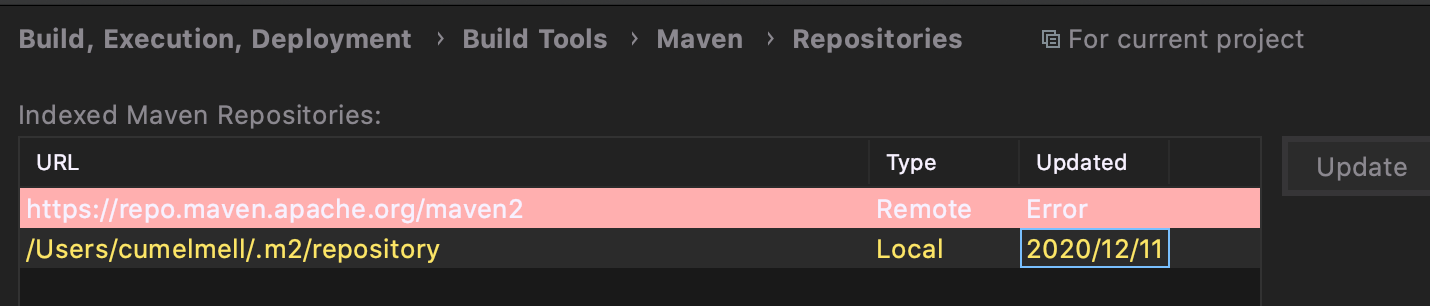 Build, Execution, Deployment › Build Tools › Maven › Repositories For current project
Indexed Maven Repositories:
URL Type Updated
Update
https://repo.maven.apache.org/maven2 Remote Error
/Users/cumelmell/.m2/repository Local 2020/12/11